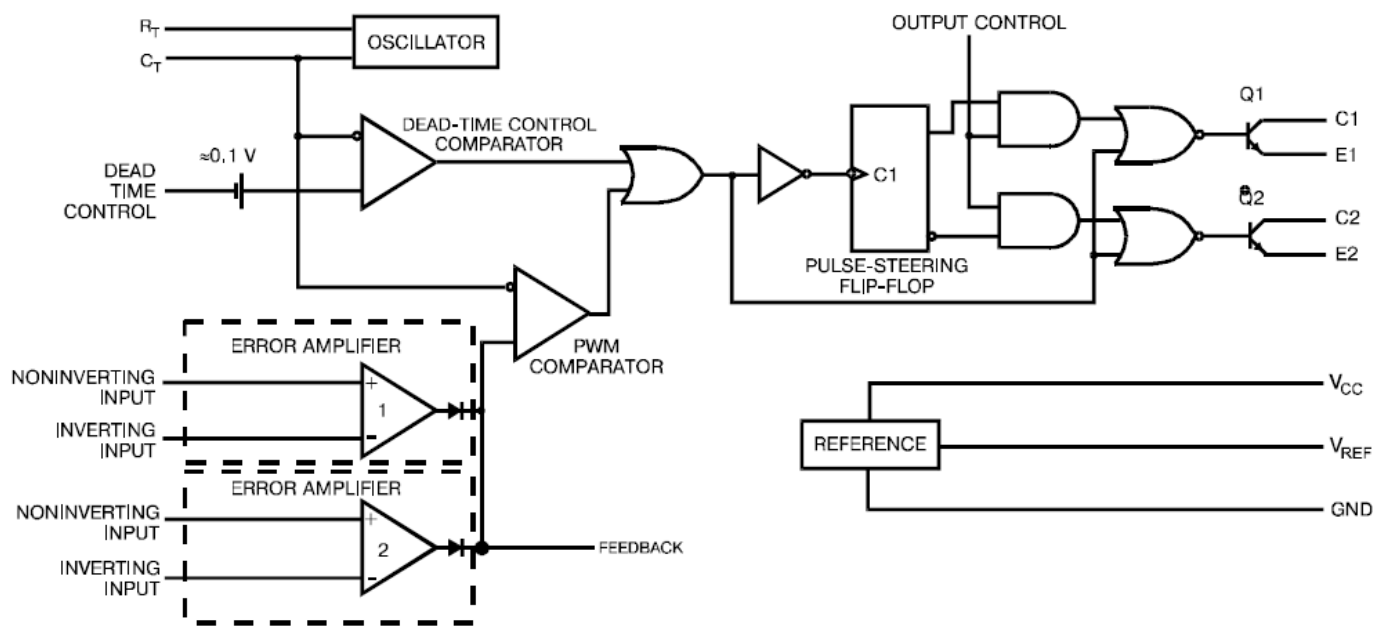 R_T
OSCILLATOR
C_T
OUTPUT CONTROL
DEAD-TIME CONTROL
COMPARATOR
≈0.1 V
DEAD
TIME
CONTROL
C1
PULSE-STEERING
FLIP-FLOP
Q1
C1
E1
Q2
C2
E2
PWM
COMPARATOR
ERROR AMPLIFIER
NONINVERTING
INPUT
+
1
INVERTING
INPUT
-
ERROR AMPLIFIER
NONINVERTING
INPUT
+
2
INVERTING
INPUT
-
FEEDBACK
REFERENCE
V_CC
V_REF
GND